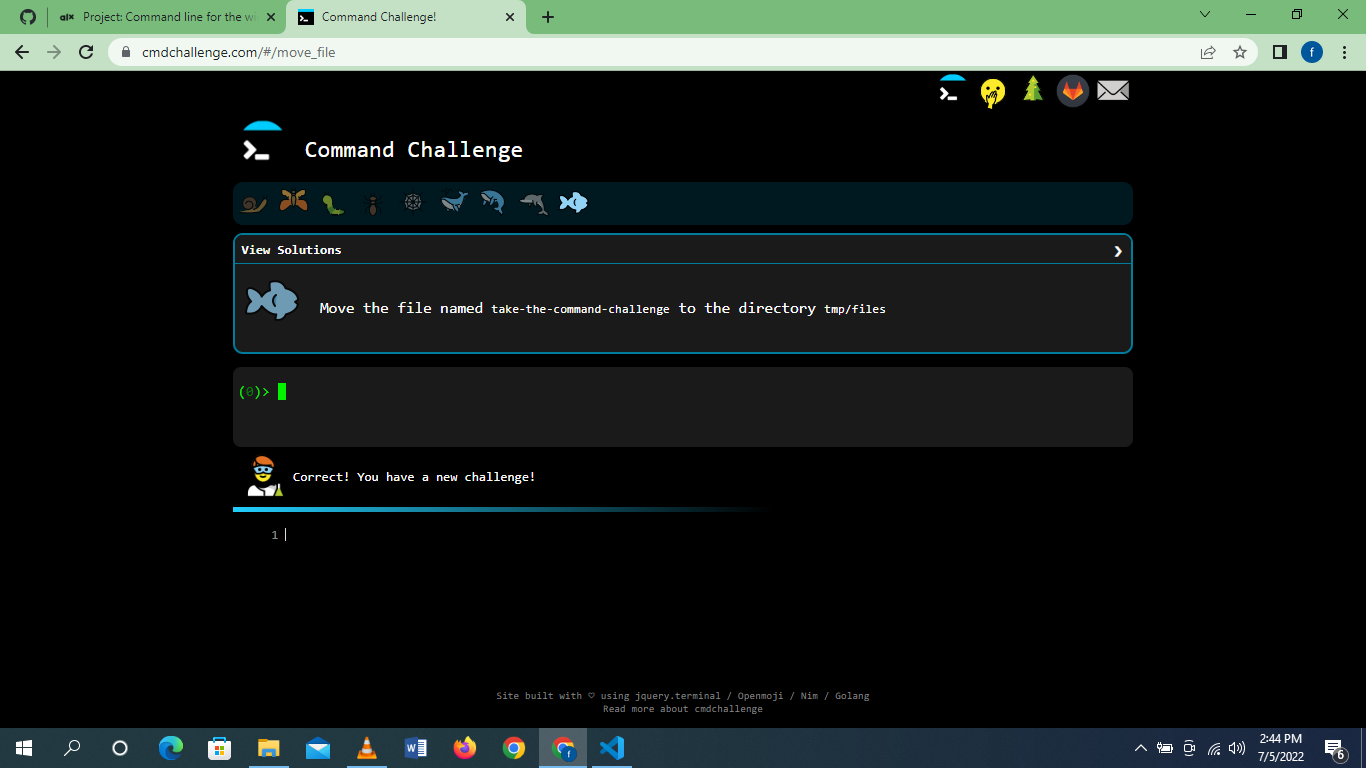 alx Project: Command line for the wi
Command Challenge!
cmdchallenge.com/#/move_file
f
>_
>_ Command Challenge
View Solutions
Move the file named take-the-command-challenge to the directory tmp/files
(0)>
Correct! You have a new challenge!
1
Site built with ♡ using jquery.terminal / Openmoji / Nim / Golang
Read more about cmdchallenge
2:44 PM
7/5/2022
6